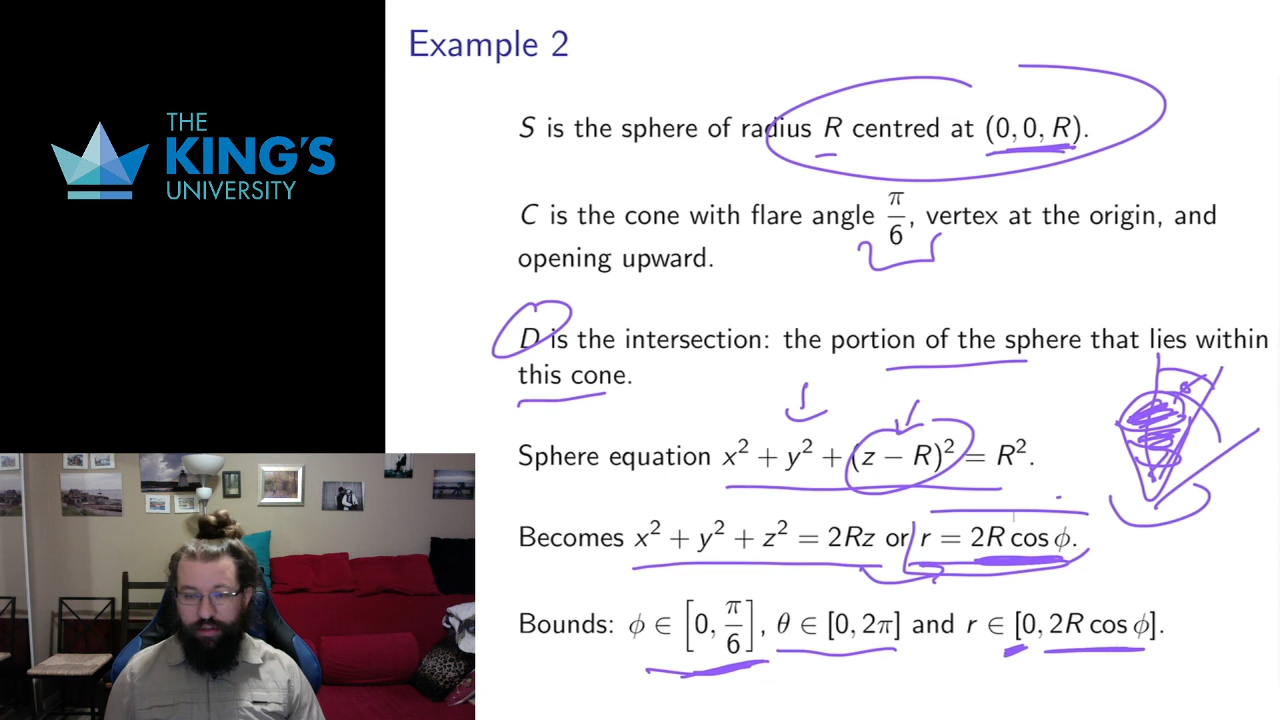 THE
KING'S
UNIVERSITY
Example 2
S is the sphere of radius R centred at (0, 0, R).
C is the cone with flare angle π/6, vertex at the origin, and
opening upward.
D is the intersection: the portion of the sphere that lies within
this cone.
Sphere equation x² + y² + (z − R)² = R².
Becomes x² + y² + z² = 2Rz or r = 2R cos ϕ.
Bounds: ϕ ∈ [0, π/6], θ ∈ [0, 2π] and r ∈ [0, 2R cos ϕ].